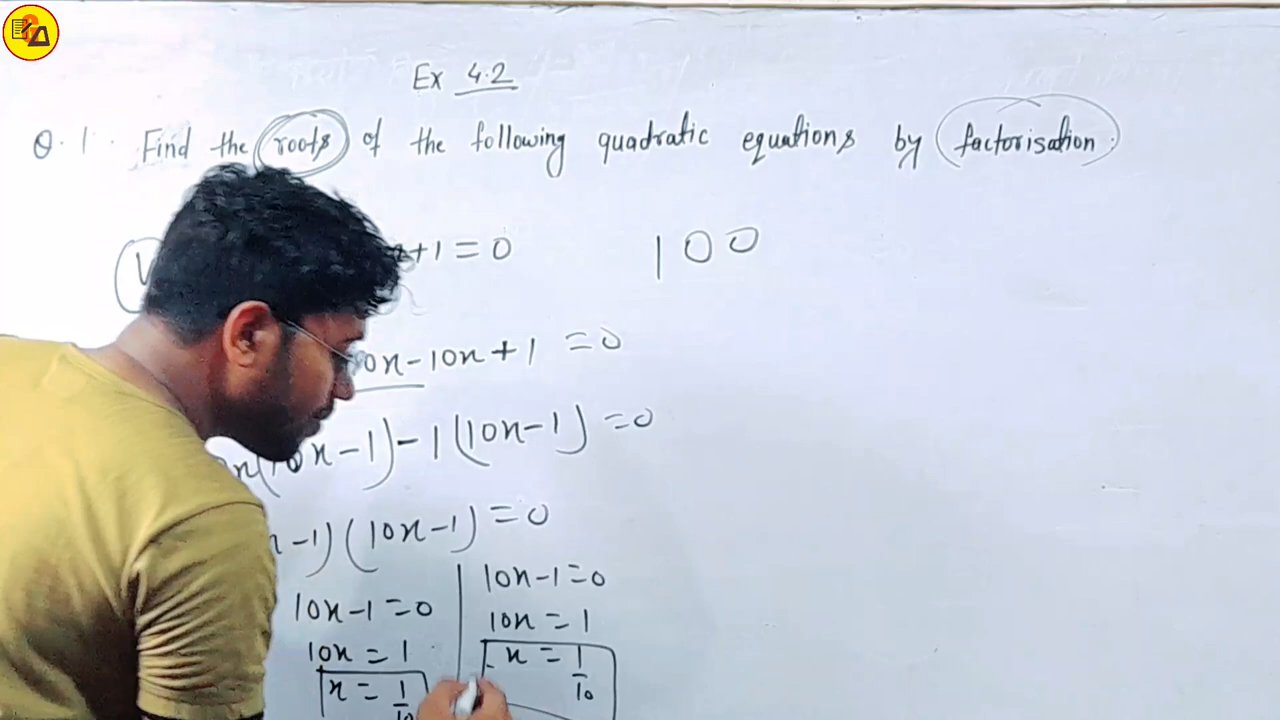 Ex 4.2
Q.1. Find the roots of the following quadratic equations by factorisation.
+1=0 100
0x-10x+1 =0
(10x-1)-1(10x-1)=0
-1)(10x-1)=0
10x-1=0
10x=1
x=1/10
10x-1=0
10x=1
x=1/10